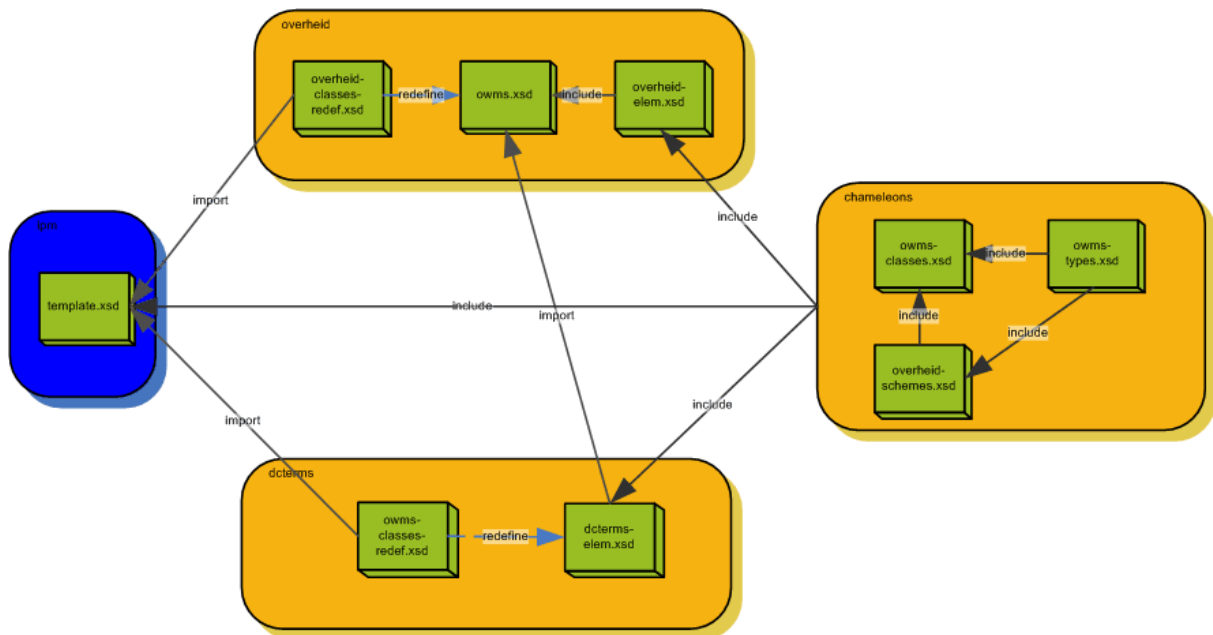 overheid
overheid-
classes-
redef.xsd
redefine
owms.xsd
include
overheid-
elem.xsd
import
include
chameleons
ipm
owms-
classes.xsd
include
owms-
types.xsd
template.xsd
include
import
include
include
overheid-
schemes.xsd
include
import
dcterms
owms-
classes-
redef.xsd
redefine
dcterms-
elem.xsd